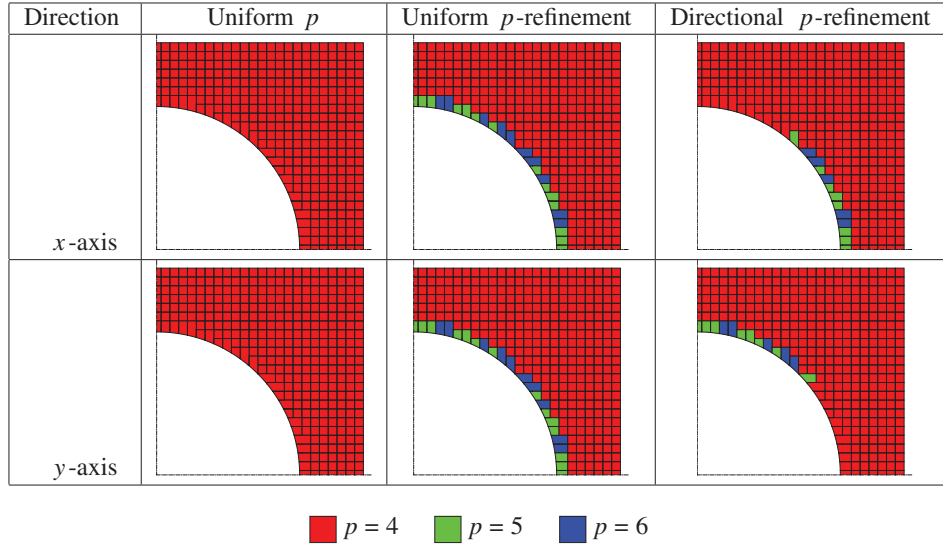 Direction Uniform p Uniform p-refinement Directional p-refinement
x-axis
y-axis
p = 4 p = 5 p = 6